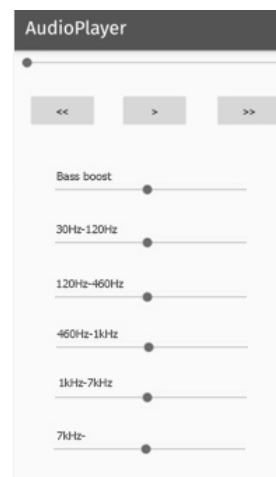 AudioPlayer
<< > >>
Bass boost
30Hz-120Hz
120Hz-460Hz
460Hz-1kHz
1kHz-7kHz
7kHz-